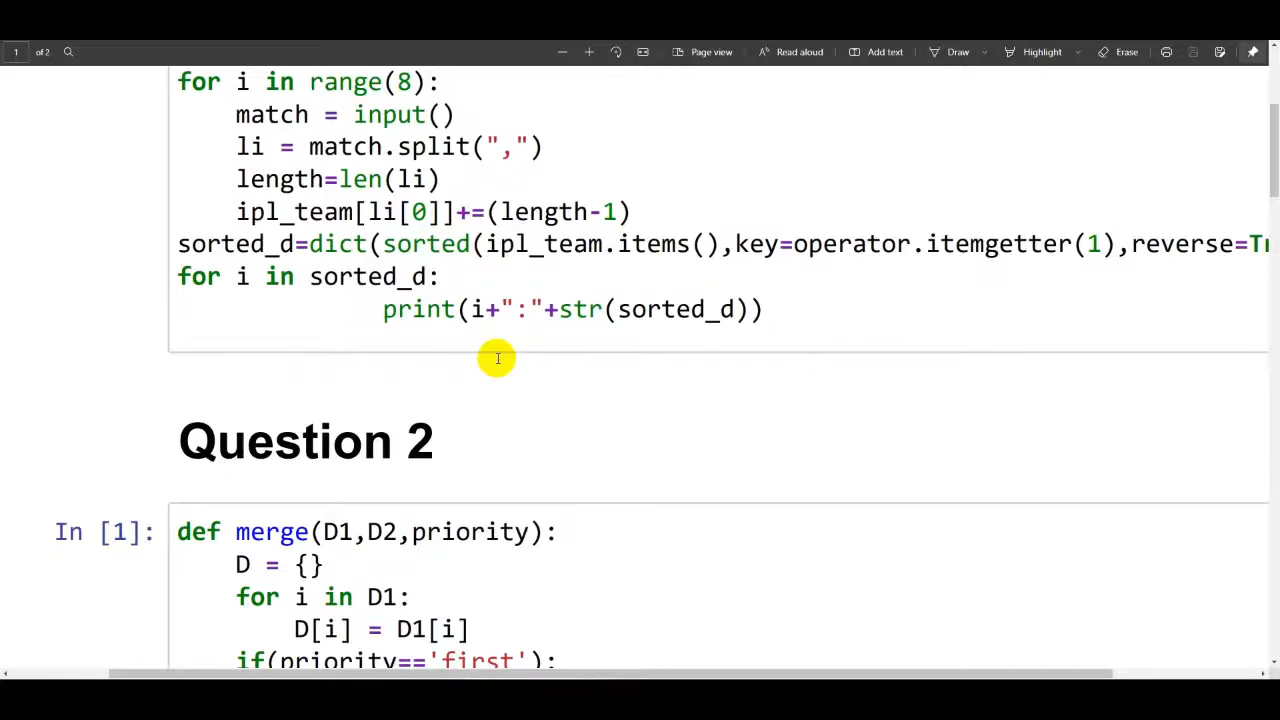 1 of 2 Page view Read aloud Add text Draw Highlight Erase
for i in range(8):
match = input()
li = match.split(",")
length=len(li)
ipl_team[li[0]]+=(length-1)
sorted_d=dict(sorted(ipl_team.items(),key=operator.itemgetter(1),reverse=Tr
for i in sorted_d:
print(i+":"+str(sorted_d))
Question 2
In [1]:
def merge(D1,D2,priority):
D = {}
for i in D1:
D[i] = D1[i]
if(priority=='first'):